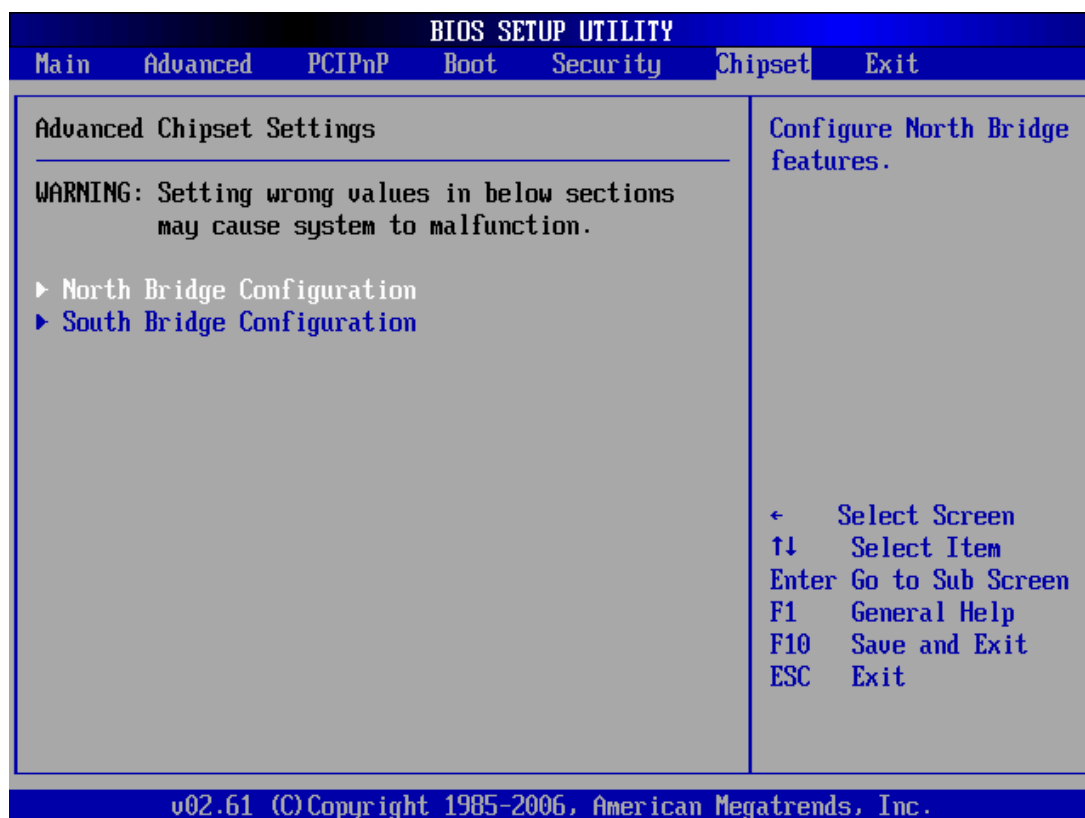 BIOS SETUP UTILITY
Main Advanced PCIPnP Boot Security Chipset Exit
Advanced Chipset Settings
WARNING: Setting wrong values in below sections
may cause system to malfunction.
▶ North Bridge Configuration
▶ South Bridge Configuration
Configure North Bridge
features.
← Select Screen
↑↓ Select Item
Enter Go to Sub Screen
F1 General Help
F10 Save and Exit
ESC Exit
v02.61 (C)Copyright 1985-2006, American Megatrends, Inc.